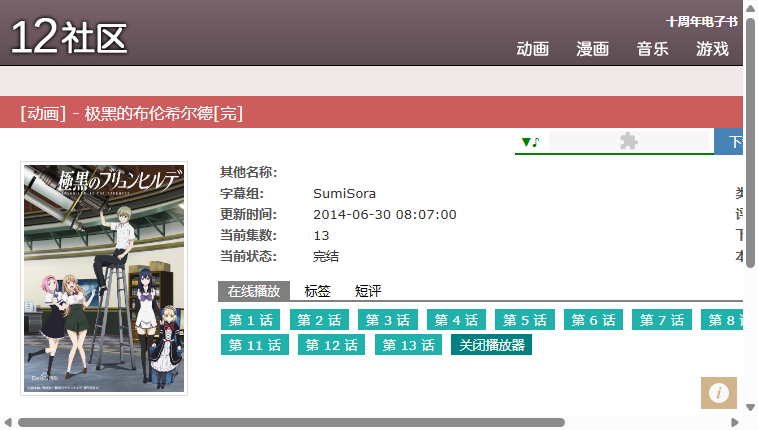 12社区
十周年电子书
动画 漫画 音乐 游戏
[动画] - 极黑的布伦希尔德[完]
▼♪
極黒のブリュンヒルデ
其他名称:
字幕组: SumiSora
更新时间: 2014-06-30 08:07:00
当前集数: 13
当前状态: 完结
在线播放 标签 短评
第 1 话 第 2 话 第 3 话 第 4 话 第 5 话 第 6 话 第 7 话 第 8
第 11 话 第 12 话 第 13 话 关闭播放器